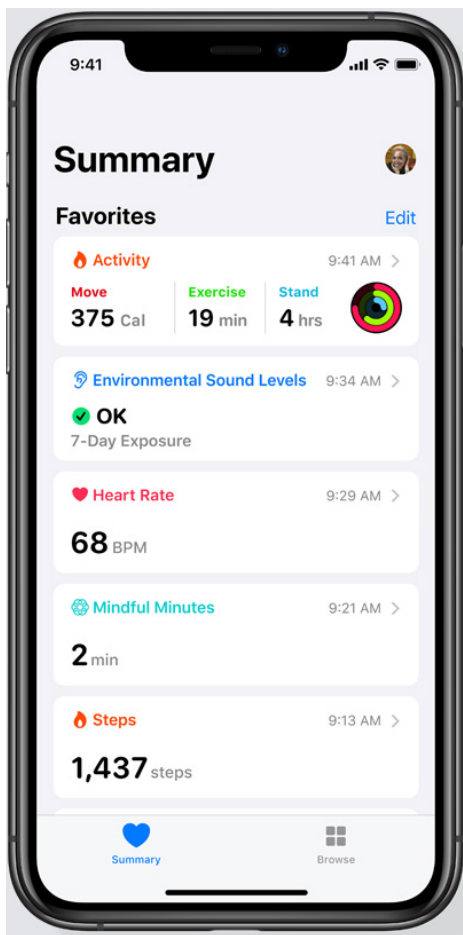 9:41
Summary
Favorites Edit
Activity 9:41 AM
Move Exercise Stand
375 Cal 19 min 4 hrs
Environmental Sound Levels 9:34 AM
OK
7-Day Exposure
Heart Rate 9:29 AM
68 BPM
Mindful Minutes 9:21 AM
2 min
Steps 9:13 AM
1,437 steps
Summary Browse